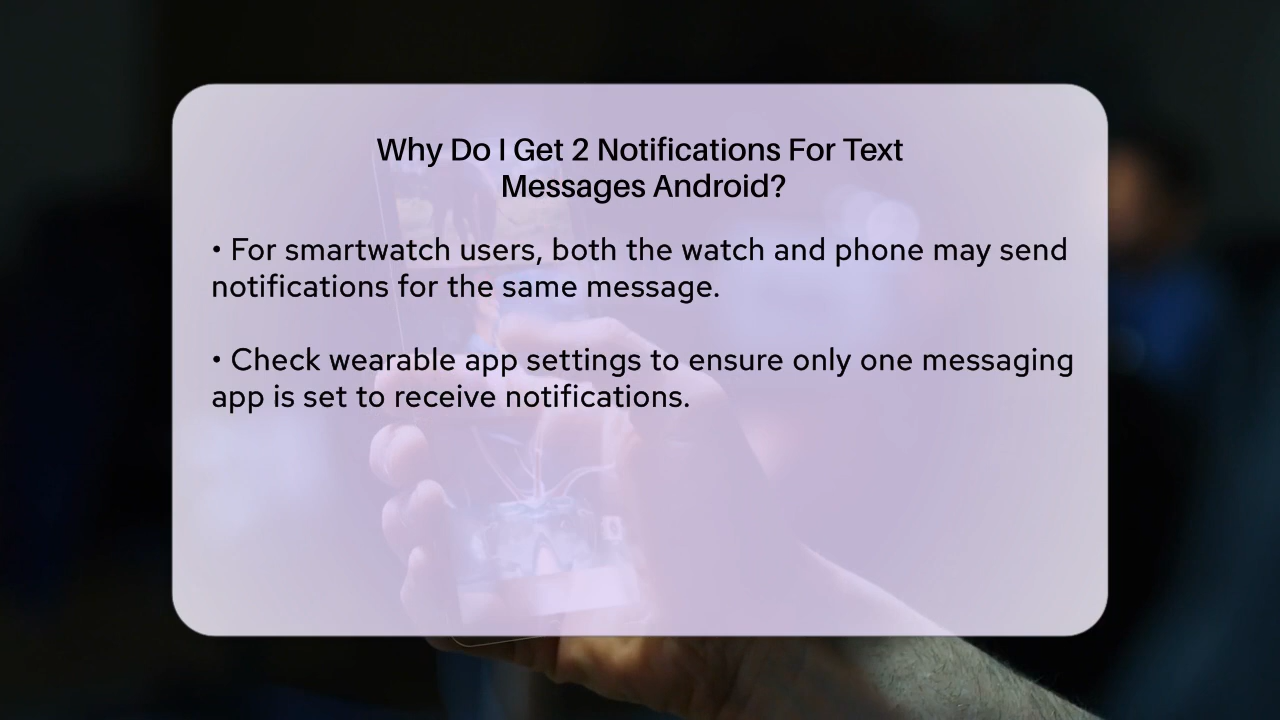 Why Do I Get 2 Notifications For Text
Messages Android?
• For smartwatch users, both the watch and phone may send
notifications for the same message.
• Check wearable app settings to ensure only one messaging
app is set to receive notifications.